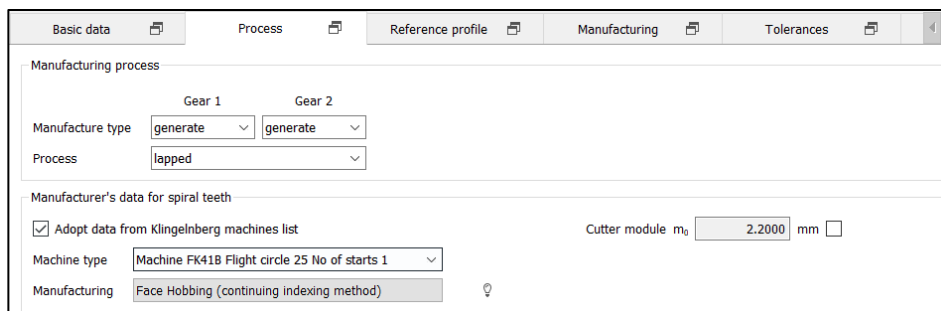 Basic data Process Reference profile Manufacturing Tolerances
Manufacturing process
Gear 1 Gear 2
Manufacture type generate generate
Process lapped
Manufacturer's data for spiral teeth
Adopt data from Klingelnberg machines list Cutter module m₀ 2.2000 mm
Machine type Machine FK41B Flight circle 25 No of starts 1
Manufacturing Face Hobbing (continuing indexing method)